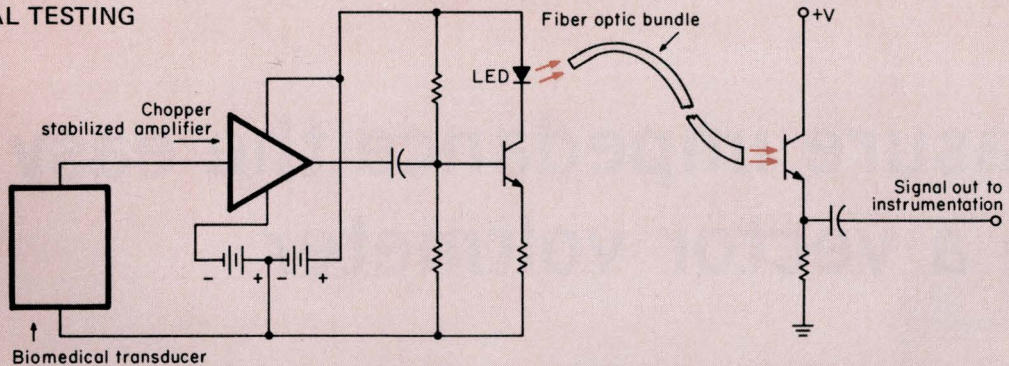 AL TESTING
Fiber optic bundle
+V
LED
Chopper
stabilized amplifier
Signal out to
instrumentation
- + - +
Biomedical transducer